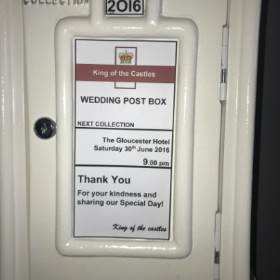 COLLECTION
2016
King of the Castles
WEDDING POST BOX
NEXT COLLECTION
The Gloucester Hotel
Saturday 30th June 2016
9.00 pm
Thank You
For your kindness and
sharing our Special Day!
King of the castles